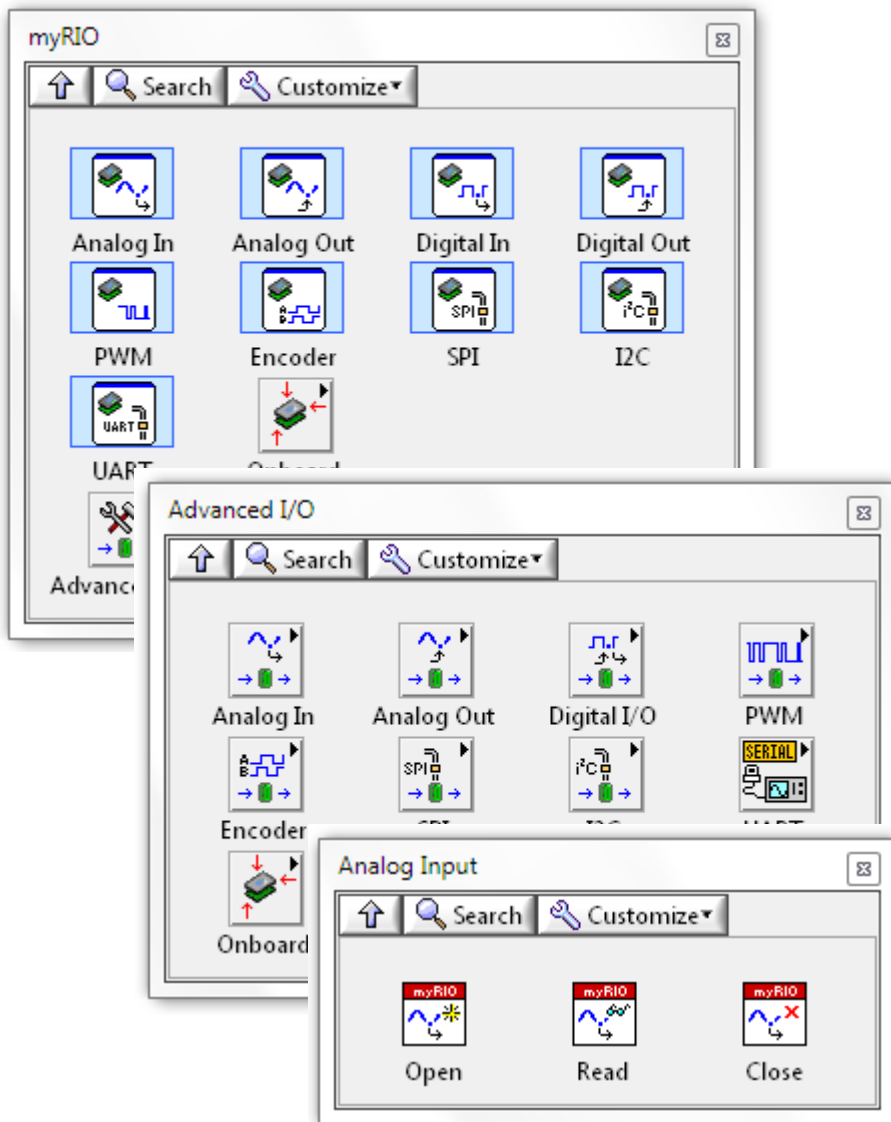 myRIO
Search Customize
Analog In Analog Out Digital In Digital Out
SPI i²C
PWM Encoder SPI I2C
UART
UART
Advanced I/O
Search Customize
Analog In Analog Out Digital I/O PWM
A
B SPI i²C SERIAL
Encoder
Onboard
Analog Input
Search Customize
myRIO myRIO myRIO
Open Read Close